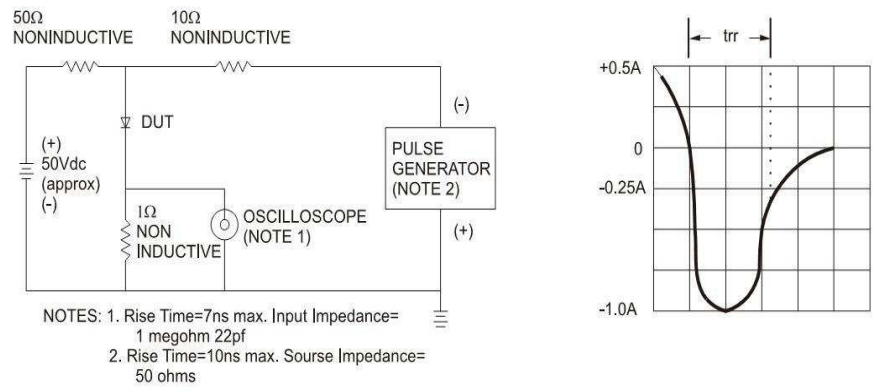 50Ω
NONINDUCTIVE
10Ω
NONINDUCTIVE
DUT
(+)
50Vdc
(approx)
(-)
1Ω
NON
INDUCTIVE
OSCILLOSCOPE
(NOTE 1)
(-)
PULSE
GENERATOR
(NOTE 2)
(+)
NOTES: 1. Rise Time=7ns max. Input Impedance=
1 megohm 22pf
2. Rise Time=10ns max. Sourse Impedance=
50 ohms
trr
+0.5A
0
-0.25A
-1.0A